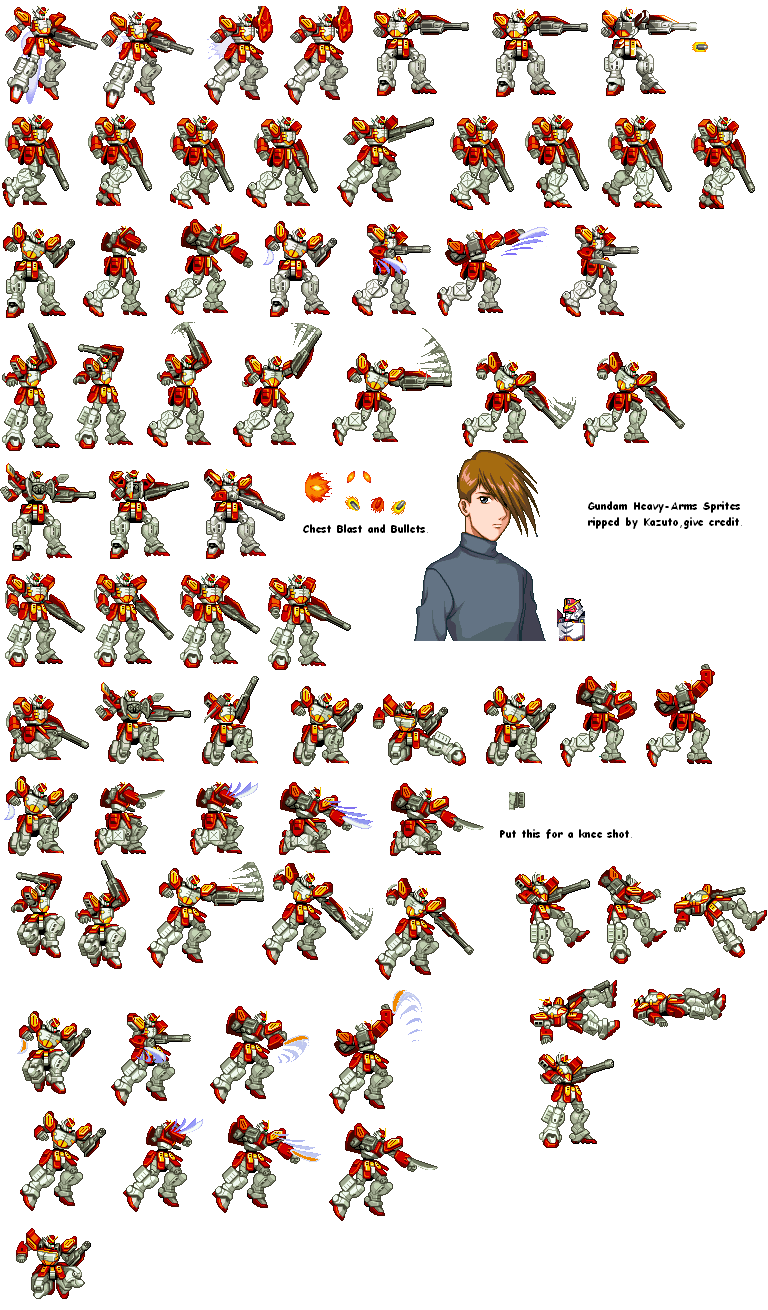 Gundam Heavy-Arms Sprites
ripped by Kazuto,give credit.
Chest Blast and Bullets.
Put this for a knee shot.